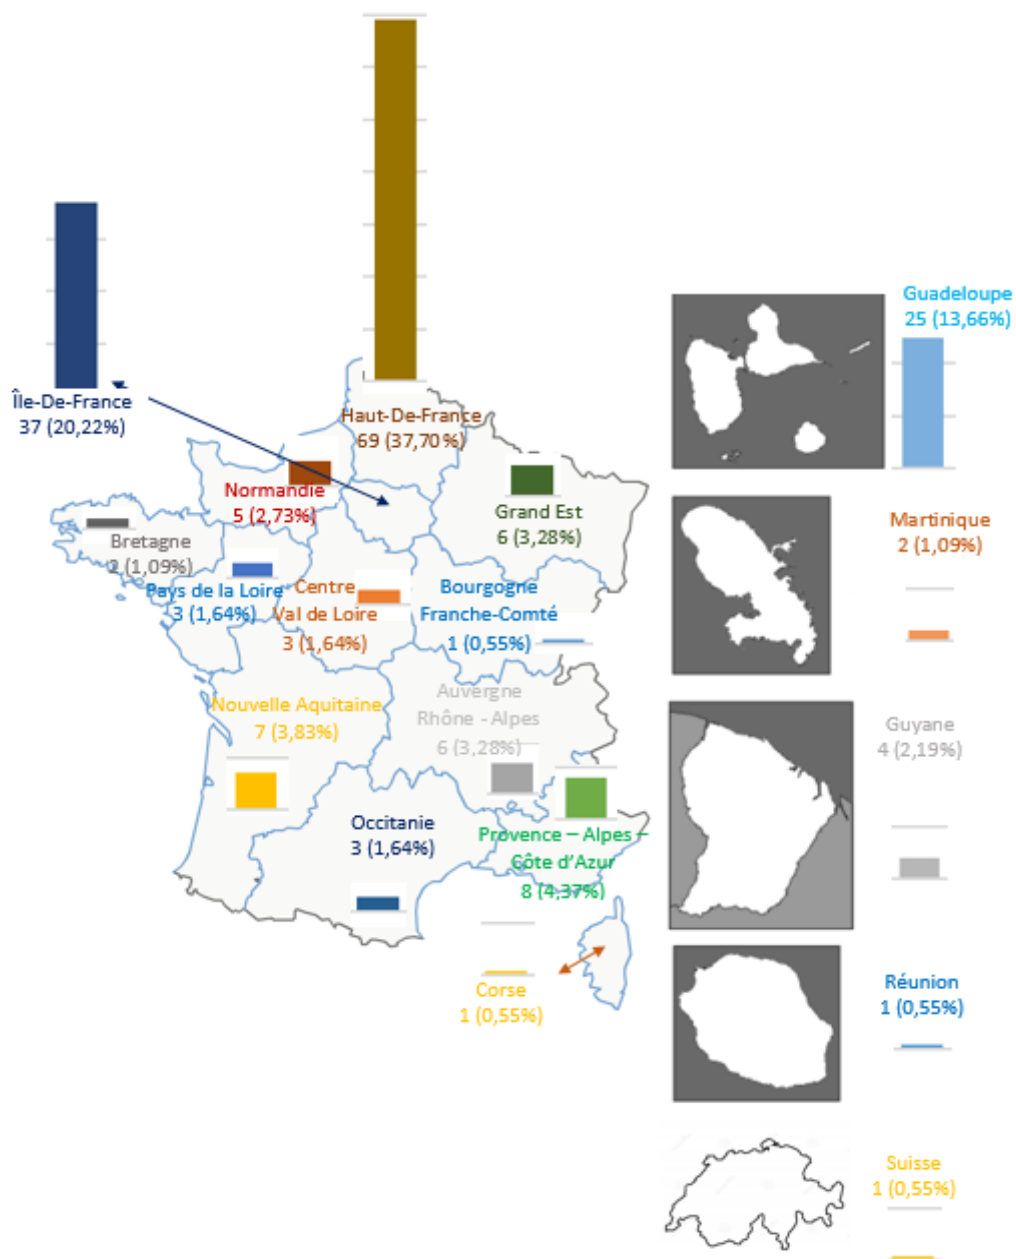 Guadeloupe
25 (13,66%)
Île-De-France
37 (20,22%)
Haut-De-France
69 (37,70%)
Normandie
5 (2,73%)
Grand Est
6 (3,28%)
Martinique
2 (1,09%)
Bretagne
2 (1,09%)
Pays de la Loire
3 (1,64%)
Centre
Val de Loire
3 (1,64%)
Bourgogne
Franche-Comté
1 (0,55%)
Nouvelle Aquitaine
7 (3,83%)
Auvergne
Rhône - Alpes
6 (3,28%)
Guyane
4 (2,19%)
Occitanie
3 (1,64%)
Provence – Alpes –
Côte d'Azur
8 (4,37%)
Corse
1 (0,55%)
Réunion
1 (0,55%)
Suisse
1 (0,55%)